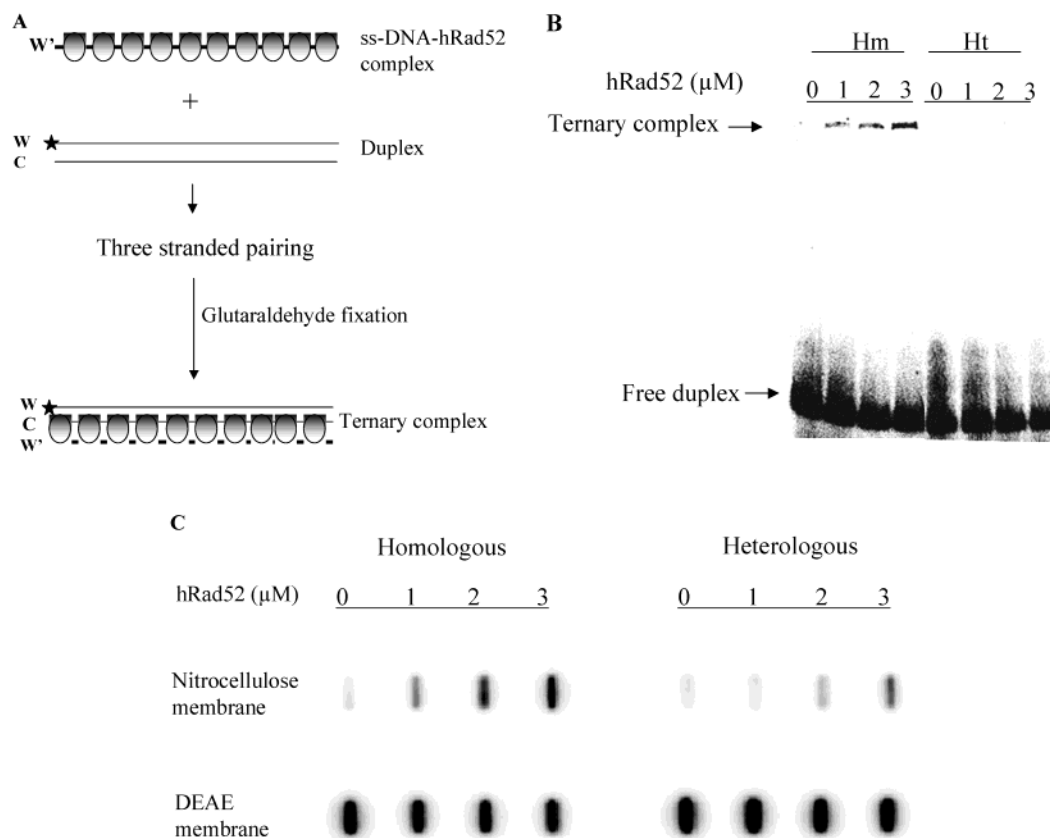 A
W'
ss-DNA-hRad52
complex
+
W
C
Duplex
Three stranded pairing
Glutaraldehyde fixation
W
C
W'
Ternary complex
B
Hm Ht
hRad52 (µM) 0 1 2 3 0 1 2 3
Ternary complex
Free duplex
C
Homologous Heterologous
hRad52 (µM) 0 1 2 3 0 1 2 3
Nitrocellulose
membrane
DEAE
membrane